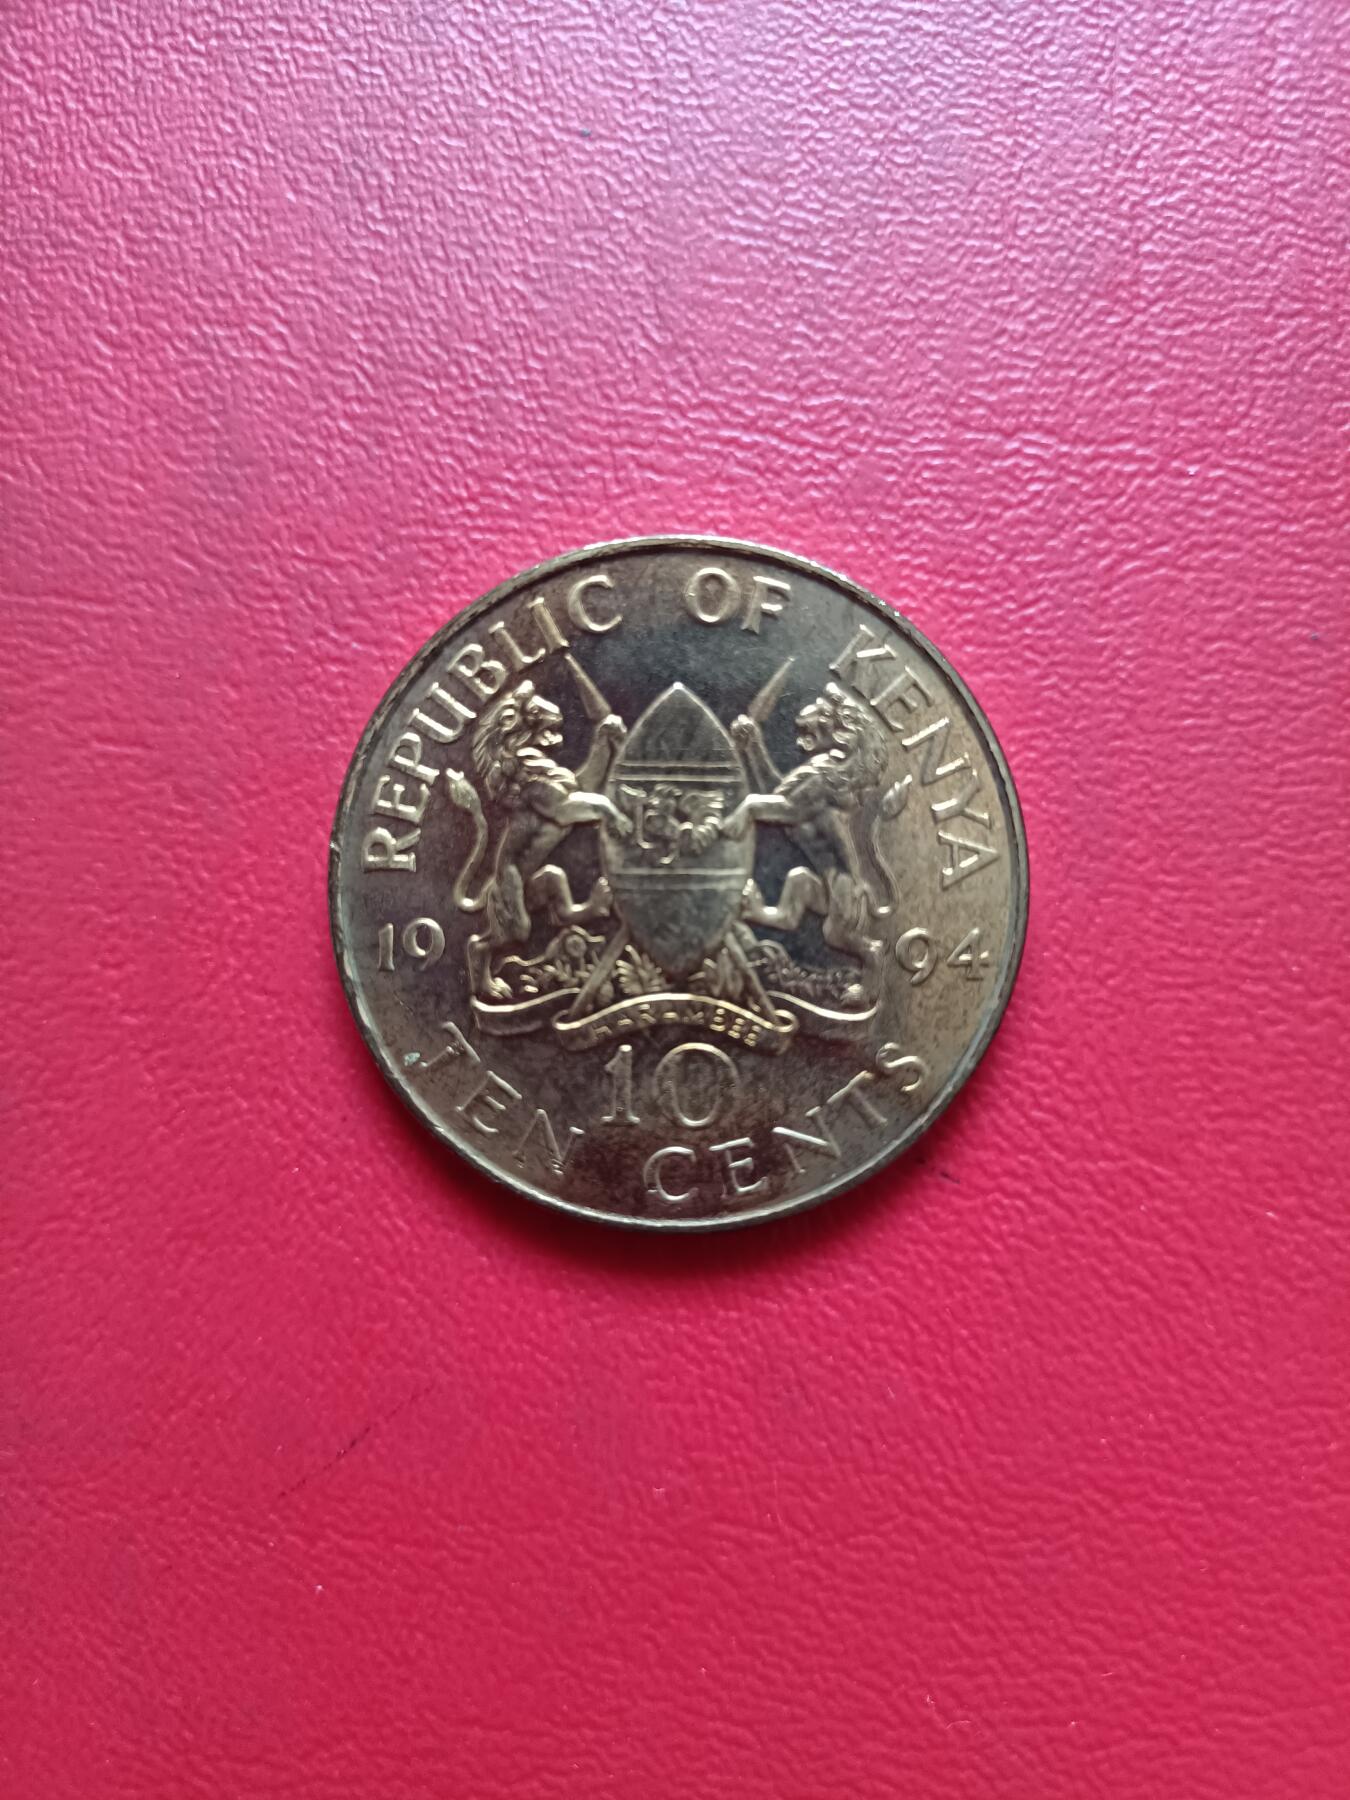 REPUBLIC OF KENYA
19 94
HARAMBEE
10
TEN CENTS